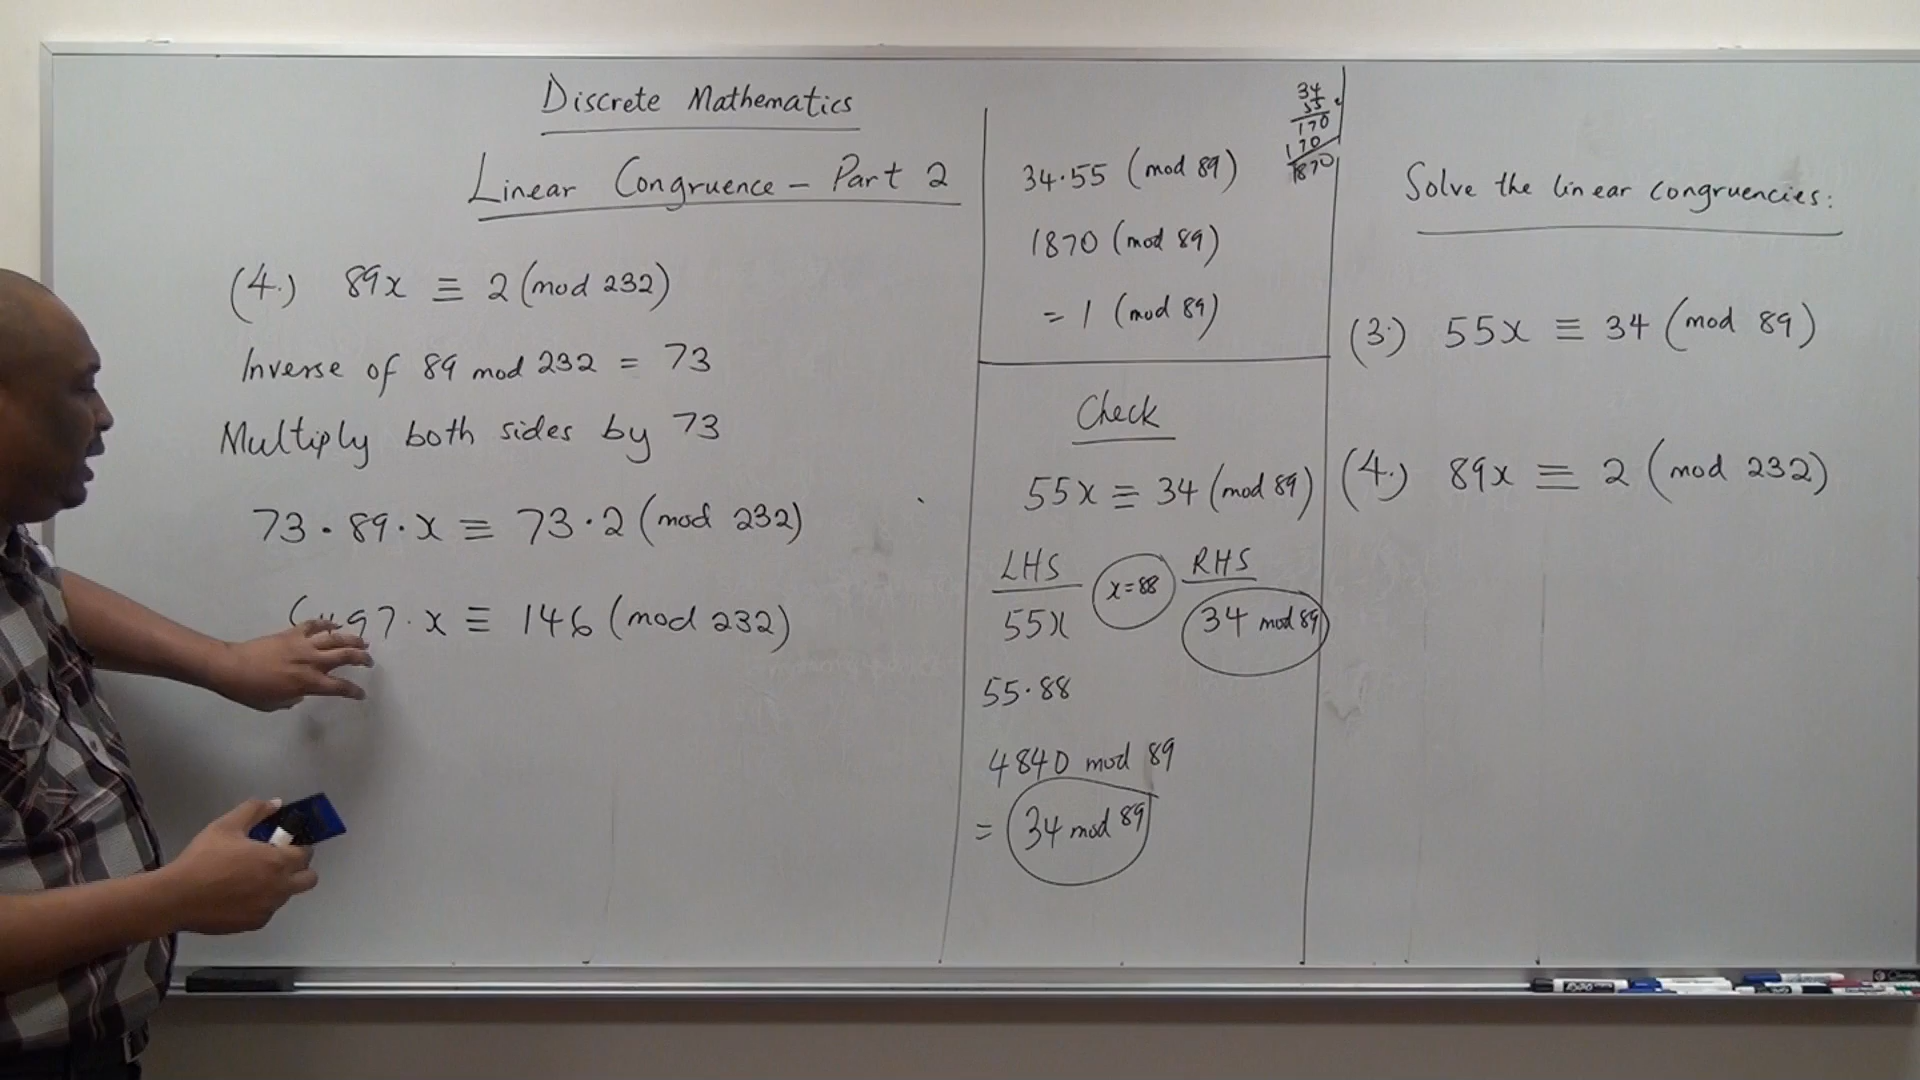 Discrete Mathematics
Linear Congruence - Part 2
(4.) 89x ≡ 2 (mod 232)
Inverse of 89 mod 232 = 73
Multiply both sides by 73
73 · 89 · x ≡ 73 · 2 (mod 232)
97 · x ≡ 146 (mod 232)
34·55 (mod 89)
1870 (mod 89)
= 1 (mod 89)
34
55
170
170
1870
Check
55x ≡ 34 (mod 89)
LHS x=88 RHS
55x 34 mod 89
55·88
4840 mod 89
= 34 mod 89
Solve the linear congruencies:
(3.) 55x ≡ 34 (mod 89)
(4.) 89x ≡ 2 (mod 232)
EXPO